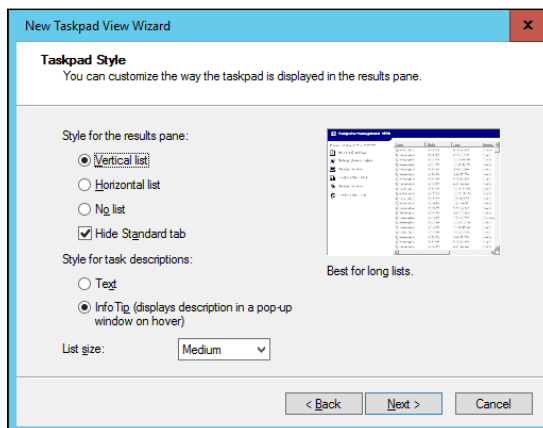 New Taskpad View Wizard
x
Taskpad Style
You can customize the way the taskpad is displayed in the results pane.
Style for the results pane:
Vertical list
Horizontal list
No list
Hide Standard tab
Style for task descriptions:
Text
InfoTip (displays description in a pop-up
window on hover)
List size: Medium
Computer Management
Best for long lists.
< Back Next > Cancel